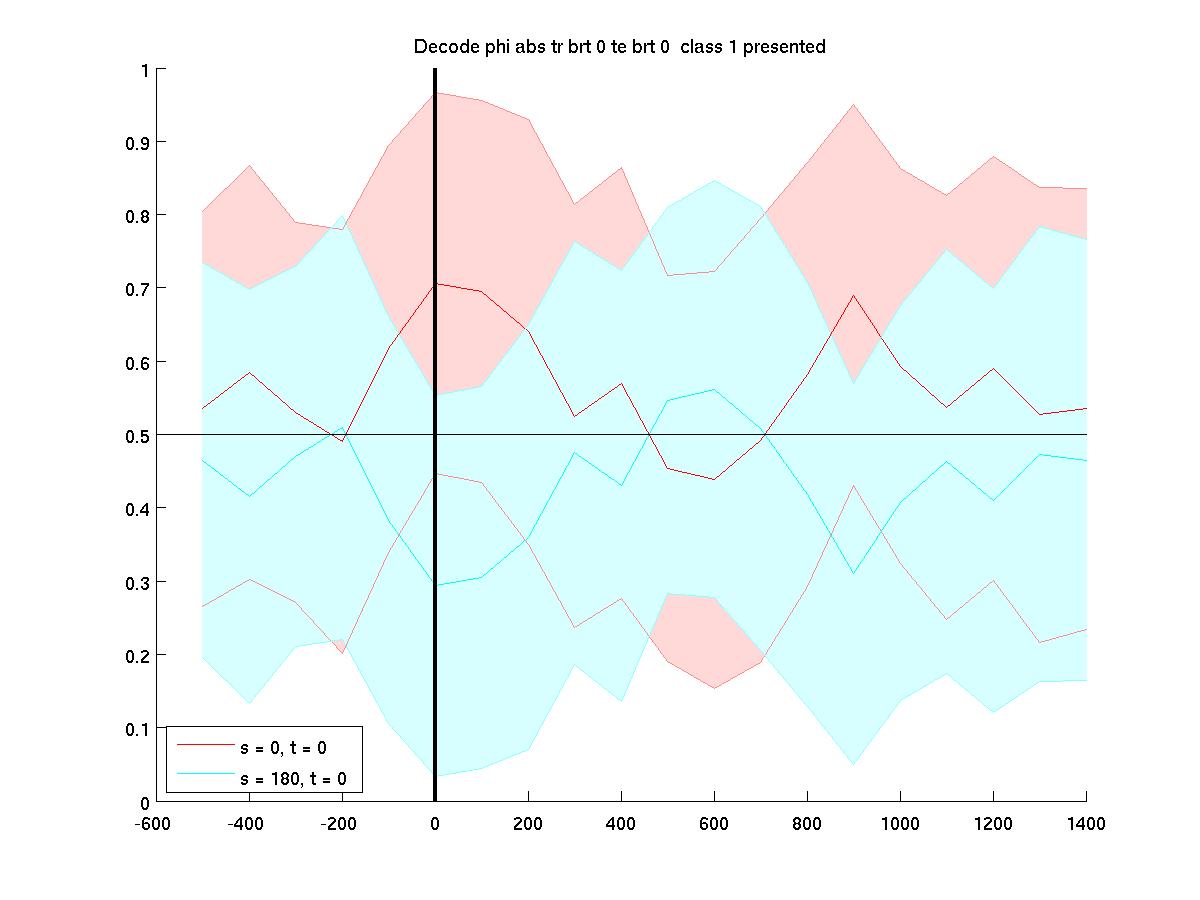 Decode phi abs tr brt 0 te brt 0  class 1 presented
1
0.9
0.8
0.7
0.6
0.5
0.4
0.3
0.2
0.1
0
s = 0, t = 0
s = 180, t = 0
-600 -400 -200 0 200 400 600 800 1000 1200 1400